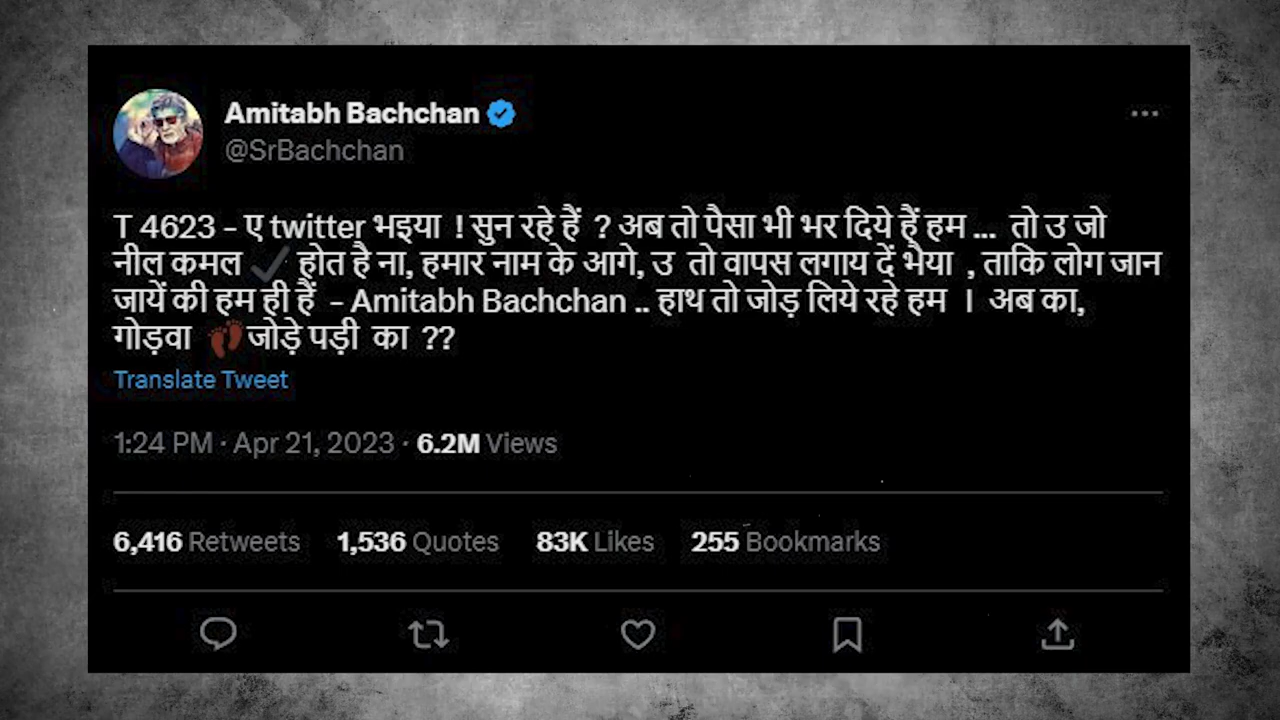 Amitabh Bachchan
@SrBachchan
T 4623 - ए twitter भइया ! सुन रहे हैं ? अब तो पैसा भी भर दिये हैं हम ... तो उ जो
नील कमल ✔️ होत है ना, हमार नाम के आगे, उ तो वापस लगाय दें भैया , ताकि लोग जान
जायें की हम ही हैं - Amitabh Bachchan .. हाथ तो जोड़ लिये रहे हम । अब का,
गोड़वा 👣जोड़े पड़ी का ??
Translate Tweet
1:24 PM · Apr 21, 2023 · 6.2M Views
6,416 Retweets 1,536 Quotes 83K Likes 255 Bookmarks